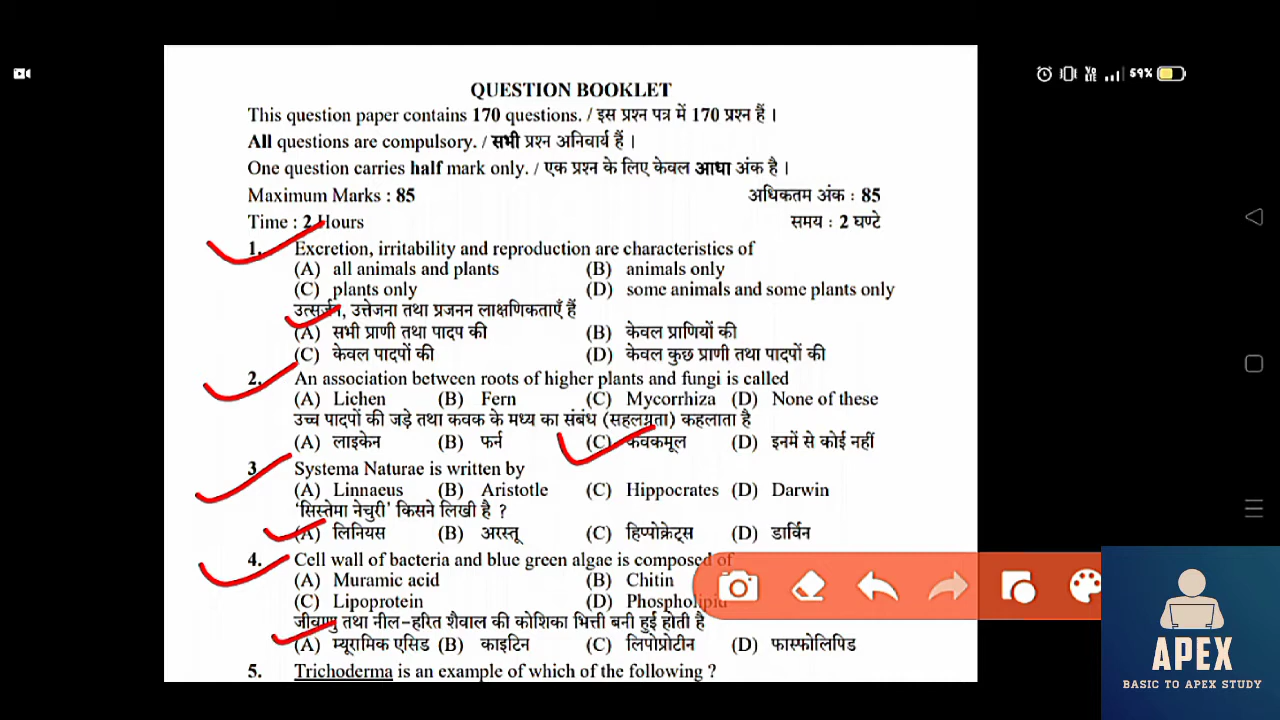 Vo LTE 59%
QUESTION BOOKLET
This question paper contains 170 questions. / इस प्रश्न पत्र में 170 प्रश्न हैं ।
All questions are compulsory. / सभी प्रश्न अनिवार्य हैं ।
One question carries half mark only. / एक प्रश्न के लिए केवल आधा अंक है ।
Maximum Marks : 85 अधिकतम अंक : 85
Time : 2 Hours समय : 2 घण्टे
1. Excretion, irritability and reproduction are characteristics of
(A) all animals and plants (B) animals only
(C) plants only (D) some animals and some plants only
उत्सर्जन, उत्तेजना तथा प्रजनन लाक्षणिकताएँ हैं
(A) सभी प्राणी तथा पादप की (B) केवल प्राणियों की
(C) केवल पादपों की (D) केवल कुछ प्राणी तथा पादपों की
2. An association between roots of higher plants and fungi is called
(A) Lichen (B) Fern (C) Mycorrhiza (D) None of these
उच्च पादपों की जड़े तथा कवक के मध्य का संबंध (सहलग्नता) कहलाता है
(A) लाइकेन (B) फर्न (C) कवकमूल (D) इनमें से कोई नहीं
3. Systema Naturae is written by
(A) Linnaeus (B) Aristotle (C) Hippocrates (D) Darwin
‘सिस्तेमा नेचुरी’ किसने लिखी है ?
(A) लिनियस (B) अरस्तू (C) हिप्पोक्रेट्स (D) डार्विन
4. Cell wall of bacteria and blue green algae is composed of
(A) Muramic acid (B) Chitin
(C) Lipoprotein (D) Phospholipid
जीवाणु तथा नील-हरित शैवाल की कोशिका भित्ती बनी हुई होती है
(A) म्यूरामिक एसिड (B) काइटिन (C) लिपोप्रोटीन (D) फास्फोलिपिड
5. Trichoderma is an example of which of the following ?
APEX
BASIC TO APEX STUDY